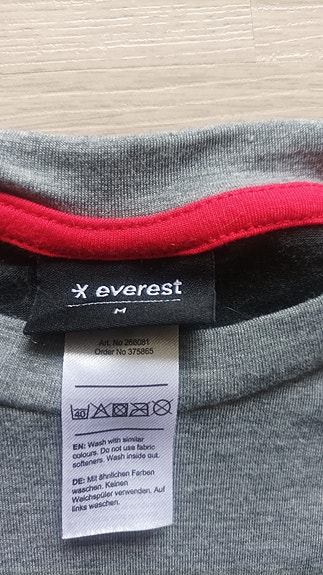 everest
M
Art. No 266081
Order No 375865
40
EN: Wash with similar
colours. Do not use fabric
softeners. Wash inside out.
DE: Mit ähnlichen Farben
waschen. Keinen
Weichspüler verwenden. Auf
links waschen.